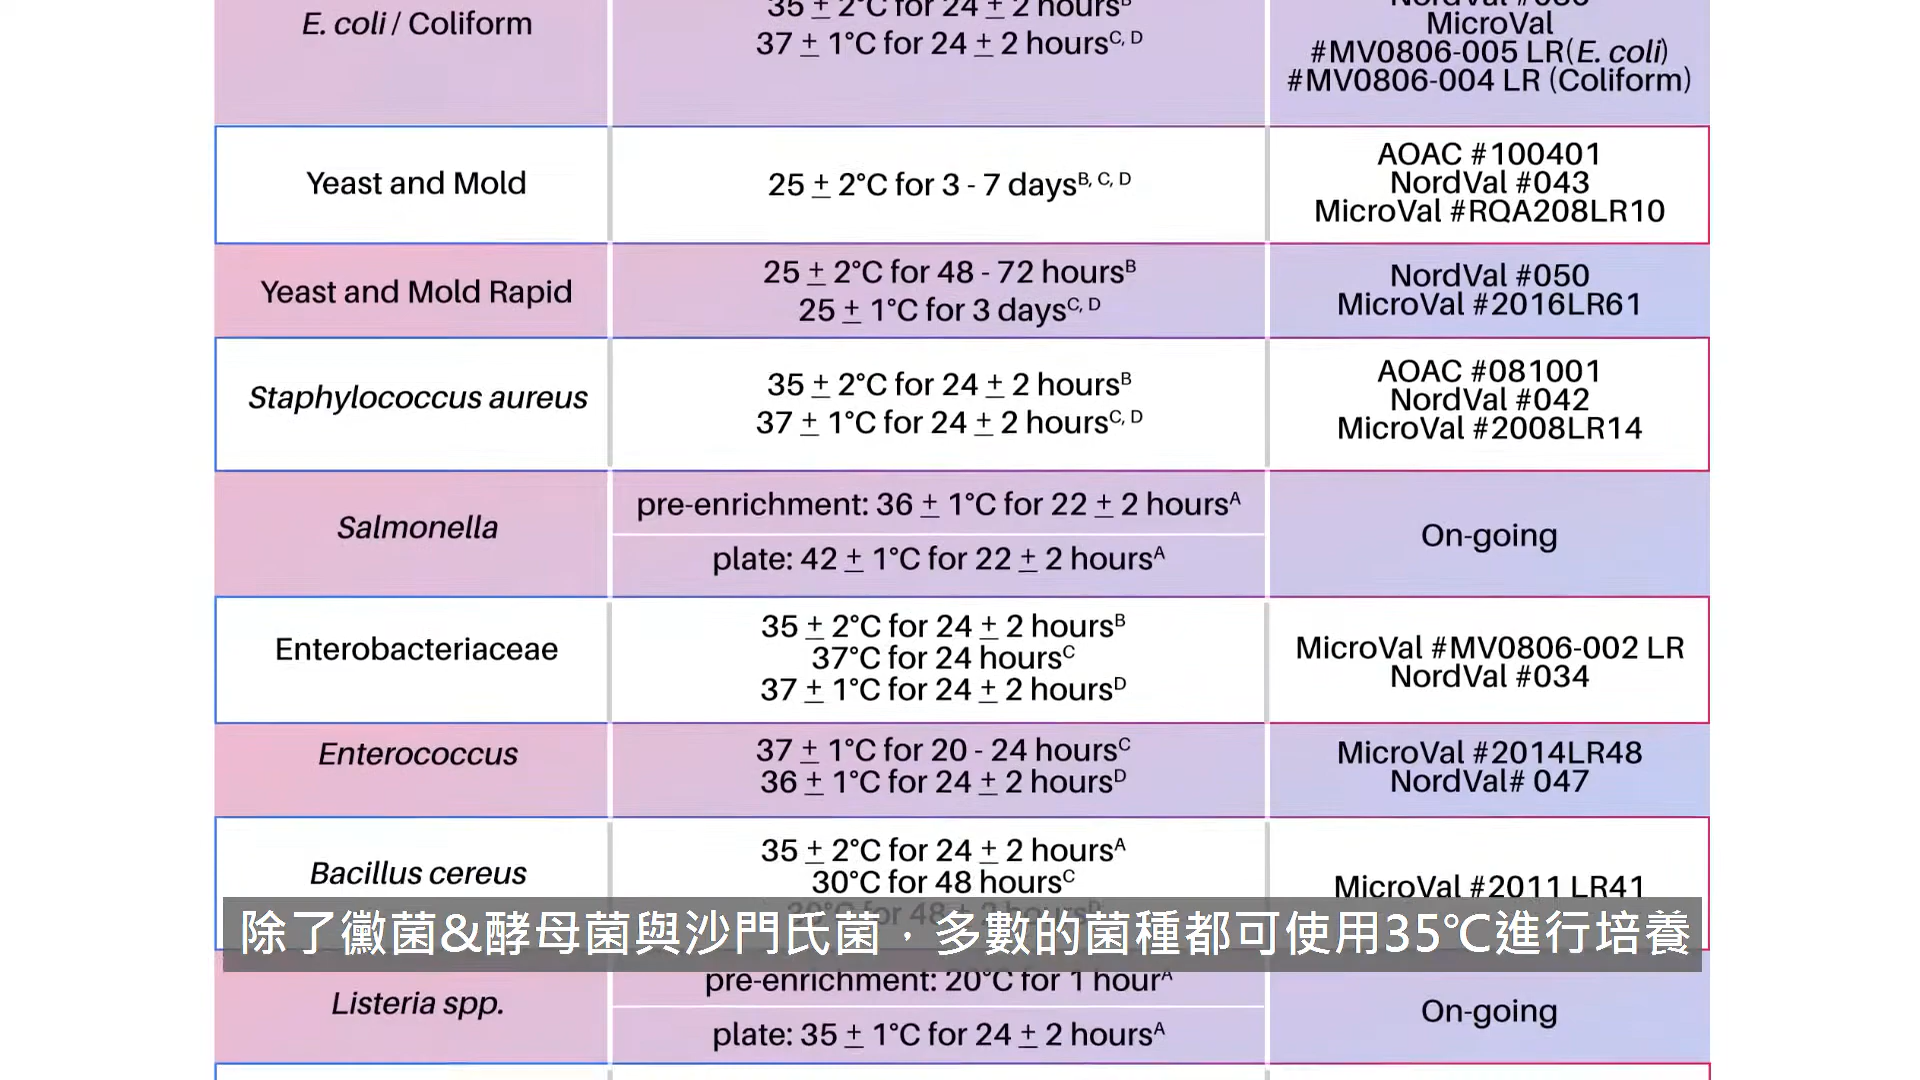 35 ± 2°C for 24 ± 2 hoursᴮ
E. coli / Coliform
37 ± 1°C for 24 ± 2 hoursC, D
MicroVal
#MV0806-005 LR(E. coli)
#MV0806-004 LR (Coliform)
Yeast and Mold
25 ± 2°C for 3 - 7 daysB, C, D
AOAC #100401
NordVal #043
MicroVal #RQA208LR10
Yeast and Mold Rapid
25 ± 2°C for 48 - 72 hoursB
25 ± 1°C for 3 daysC, D
NordVal #050
MicroVal #2016LR61
Staphylococcus aureus
35 ± 2°C for 24 ± 2 hoursB
37 ± 1°C for 24 ± 2 hoursC, D
AOAC #081001
NordVal #042
MicroVal #2008LR14
Salmonella
pre-enrichment: 36 ± 1°C for 22 ± 2 hoursA
plate: 42 ± 1°C for 22 ± 2 hoursA
On-going
Enterobacteriaceae
35 ± 2°C for 24 ± 2 hoursB
37°C for 24 hoursC
37 ± 1°C for 24 ± 2 hoursD
MicroVal #MV0806-002 LR
NordVal #034
Enterococcus
37 ± 1°C for 20 - 24 hoursC
36 ± 1°C for 24 ± 2 hoursD
MicroVal #2014LR48
NordVal# 047
Bacillus cereus
35 ± 2°C for 24 ± 2 hoursA
30°C for 48 hoursC
MicroVal #2011 LR41
除了黴菌&酵母菌與沙門氏菌，多數的菌種都可使用35℃進行培養
Listeria spp.
pre-enrichment: 20°C for 1 hourA
plate: 35 ± 1°C for 24 ± 2 hoursA
On-going